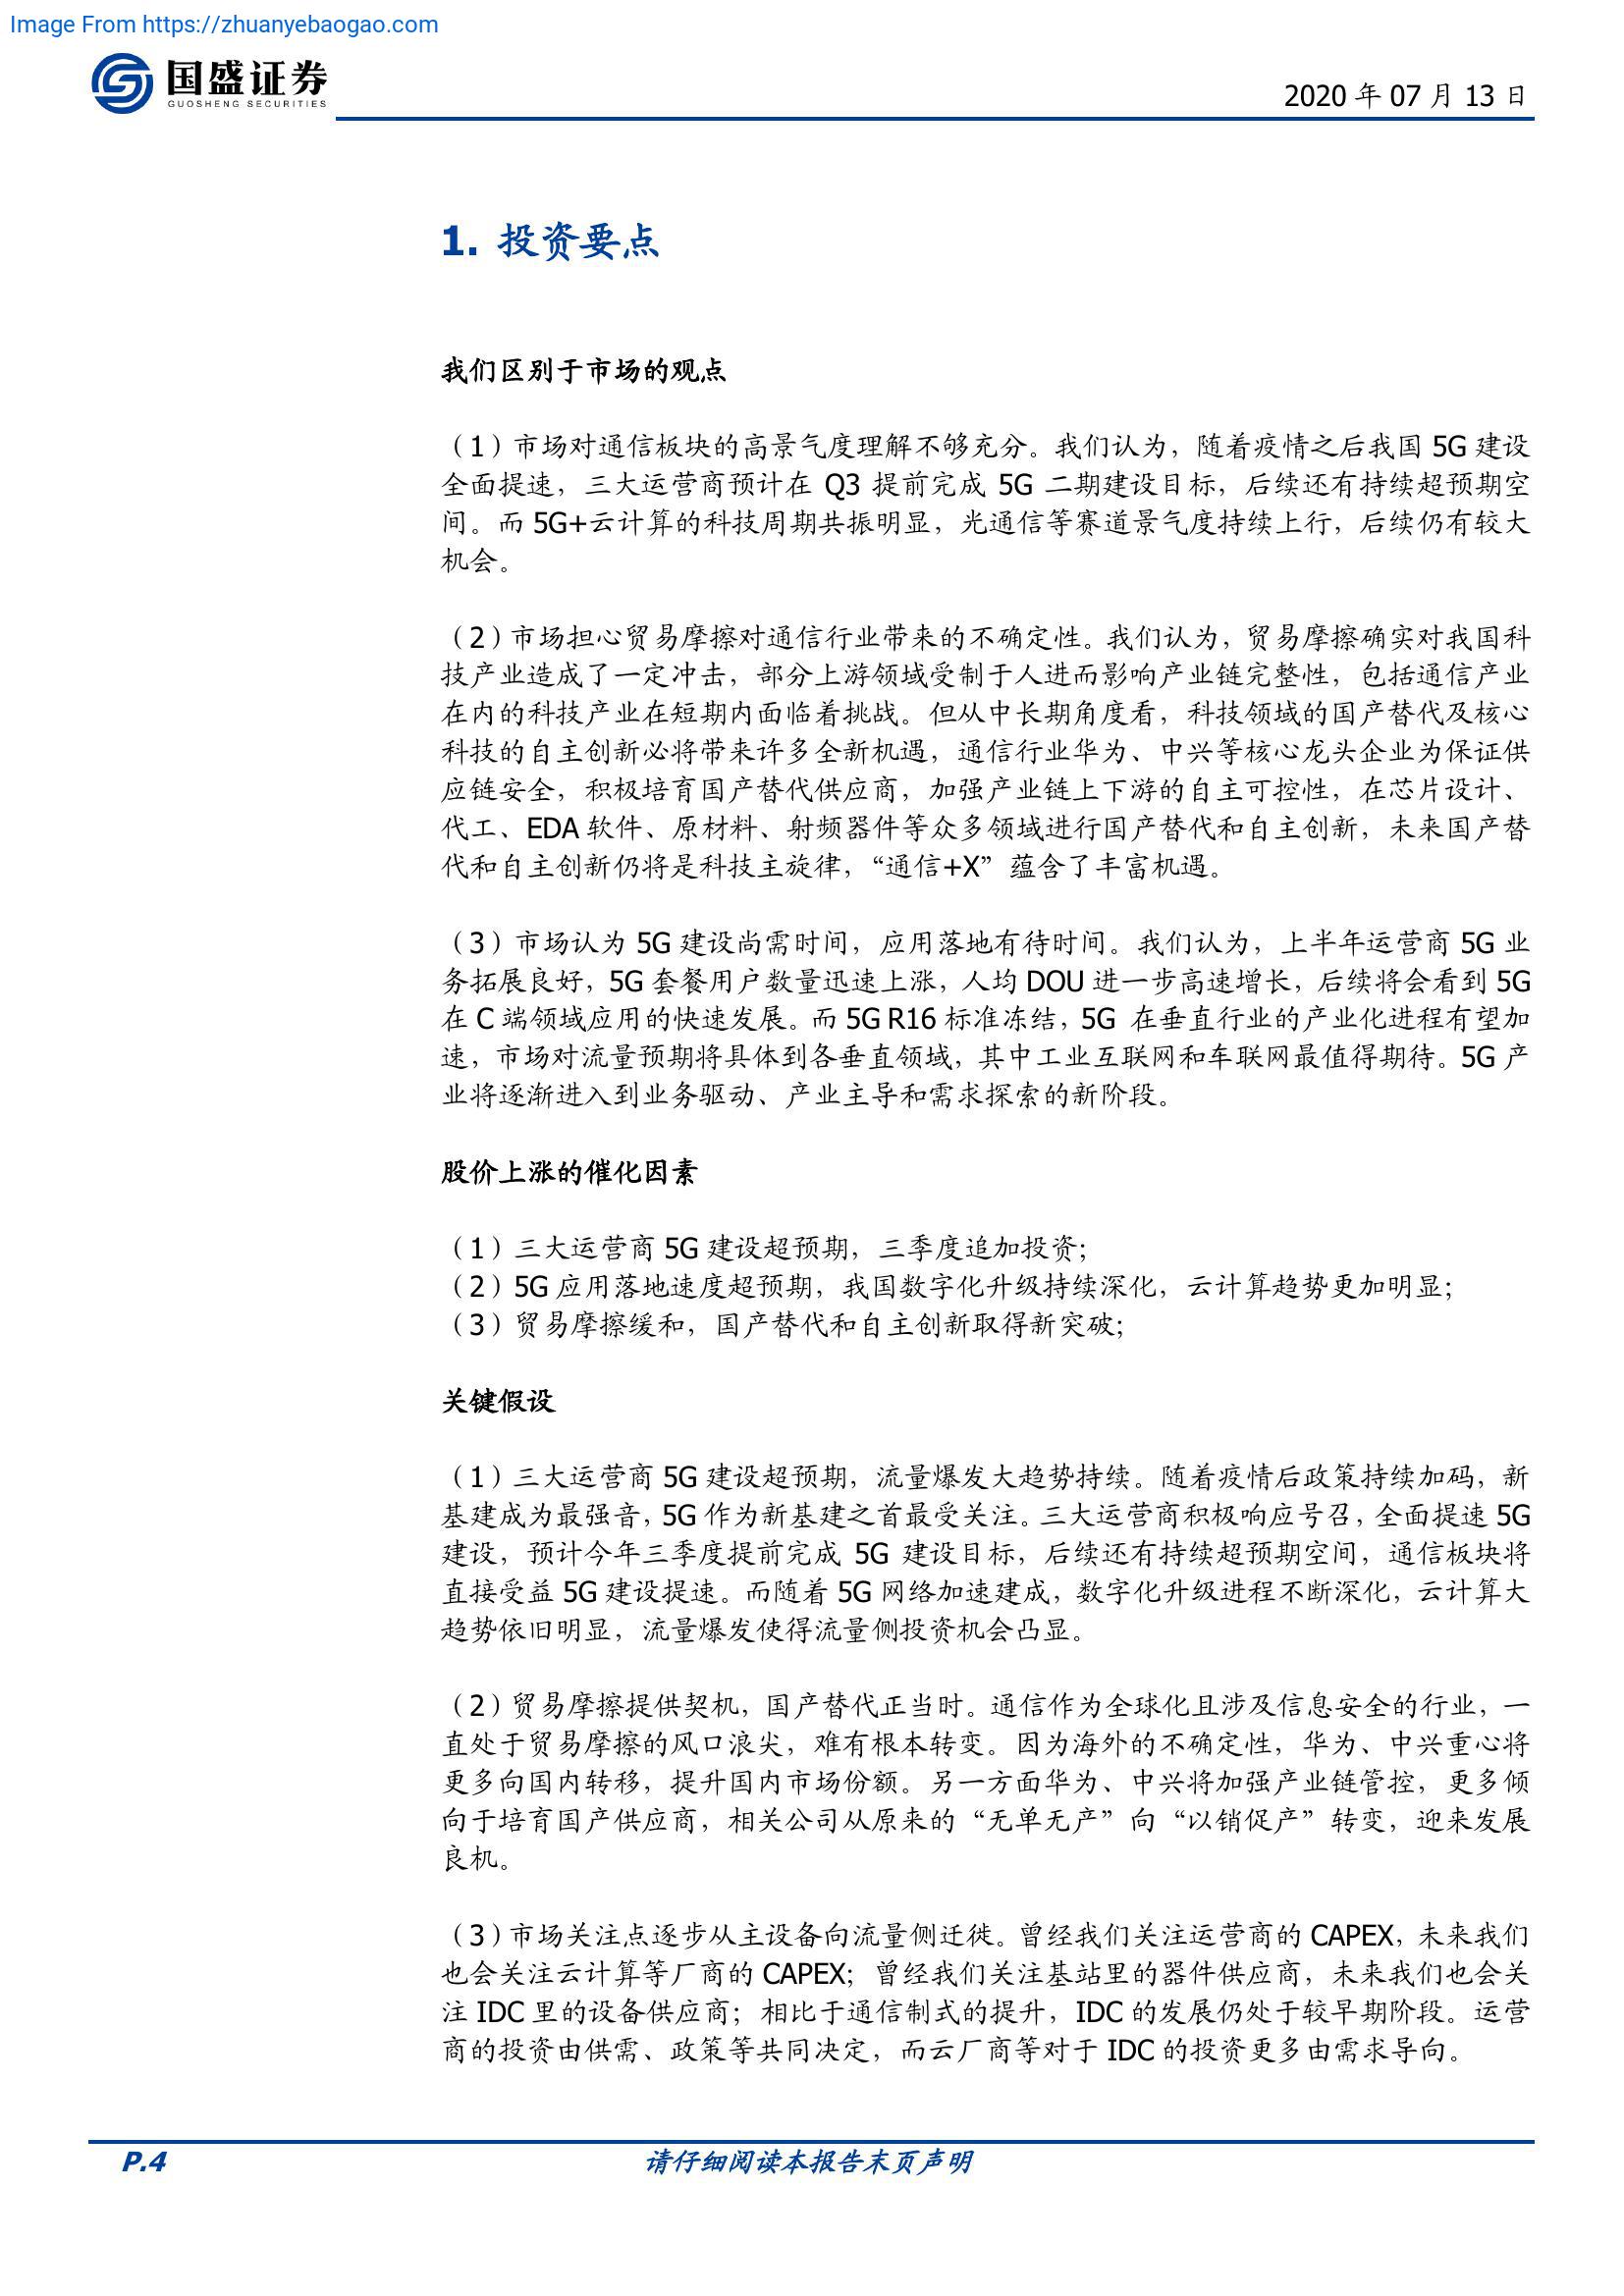 Image From https://zhuanyebaogao.com
国盛证券
GUOSHENG SECURITIES
2020 年 07 月 13 日
1. 投资要点
我们区别于市场的观点
（1）市场对通信板块的高景气度理解不够充分。我们认为，随着疫情之后我国 5G 建设
全面提速，三大运营商预计在 Q3 提前完成 5G 二期建设目标，后续还有持续超预期空
间。而 5G+云计算的科技周期共振明显，光通信等赛道景气度持续上行，后续仍有较大
机会。
（2）市场担心贸易摩擦对通信行业带来的不确定性。我们认为，贸易摩擦确实对我国科
技产业造成了一定冲击，部分上游领域受制于人进而影响产业链完整性，包括通信产业
在内的科技产业在短期内面临着挑战。但从中长期角度看，科技领域的国产替代及核心
科技的自主创新必将带来许多全新机遇，通信行业华为、中兴等核心龙头企业为保证供
应链安全，积极培育国产替代供应商，加强产业链上下游的自主可控性，在芯片设计、
代工、EDA 软件、原材料、射频器件等众多领域进行国产替代和自主创新，未来国产替
代和自主创新仍将是科技主旋律，“通信+X”蕴含了丰富机遇。
（3）市场认为 5G 建设尚需时间，应用落地有待时间。我们认为，上半年运营商 5G 业
务拓展良好，5G 套餐用户数量迅速上涨，人均 DOU 进一步高速增长，后续将会看到 5G
在 C 端领域应用的快速发展。而 5G R16 标准冻结，5G 在垂直行业的产业化进程有望加
速，市场对流量预期将具体到各垂直领域，其中工业互联网和车联网最值得期待。5G 产
业将逐渐进入到业务驱动、产业主导和需求探索的新阶段。
股价上涨的催化因素
（1）三大运营商 5G 建设超预期，三季度追加投资；
（2）5G 应用落地速度超预期，我国数字化升级持续深化，云计算趋势更加明显；
（3）贸易摩擦缓和，国产替代和自主创新取得新突破；
关键假设
（1）三大运营商 5G 建设超预期，流量爆发大趋势持续。随着疫情后政策持续加码，新
基建成为最强音，5G 作为新基建之首最受关注。三大运营商积极响应号召，全面提速 5G
建设，预计今年三季度提前完成 5G 建设目标，后续还有持续超预期空间，通信板块将
直接受益 5G 建设提速。而随着 5G 网络加速建成，数字化升级进程不断深化，云计算大
趋势依旧明显，流量爆发使得流量侧投资机会凸显。
（2）贸易摩擦提供契机，国产替代正当时。通信作为全球化且涉及信息安全的行业，一
直处于贸易摩擦的风口浪尖，难有根本转变。因为海外的不确定性，华为、中兴重心将
更多向国内转移，提升国内市场份额。另一方面华为、中兴将加强产业链管控，更多倾
向于培育国产供应商，相关公司从原来的“无单无产”向“以销促产”转变，迎来发展
良机。
（3）市场关注点逐步从主设备向流量侧迁徙。曾经我们关注运营商的 CAPEX，未来我们
也会关注云计算等厂商的 CAPEX；曾经我们关注基站里的器件供应商，未来我们也会关
注 IDC 里的设备供应商；相比于通信制式的提升，IDC 的发展仍处于较早期阶段。运营
商的投资由供需、政策等共同决定，而云厂商等对于 IDC 的投资更多由需求导向。
P.4
请仔细阅读本报告末页声明